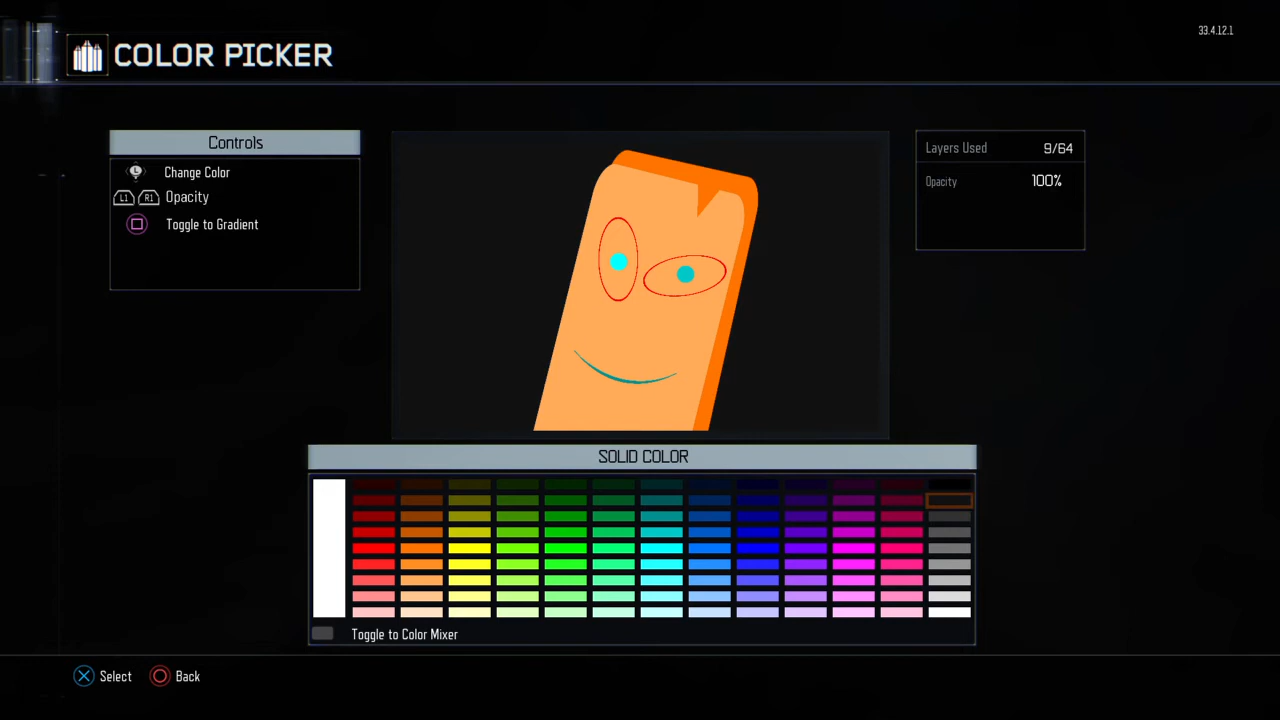 COLOR PICKER
33.4.12.1
Controls
L Change Color
L1 R1 Opacity
Toggle to Gradient
Layers Used 9/64
Opacity 100%
SOLID COLOR
Toggle to Color Mixer
Select Back